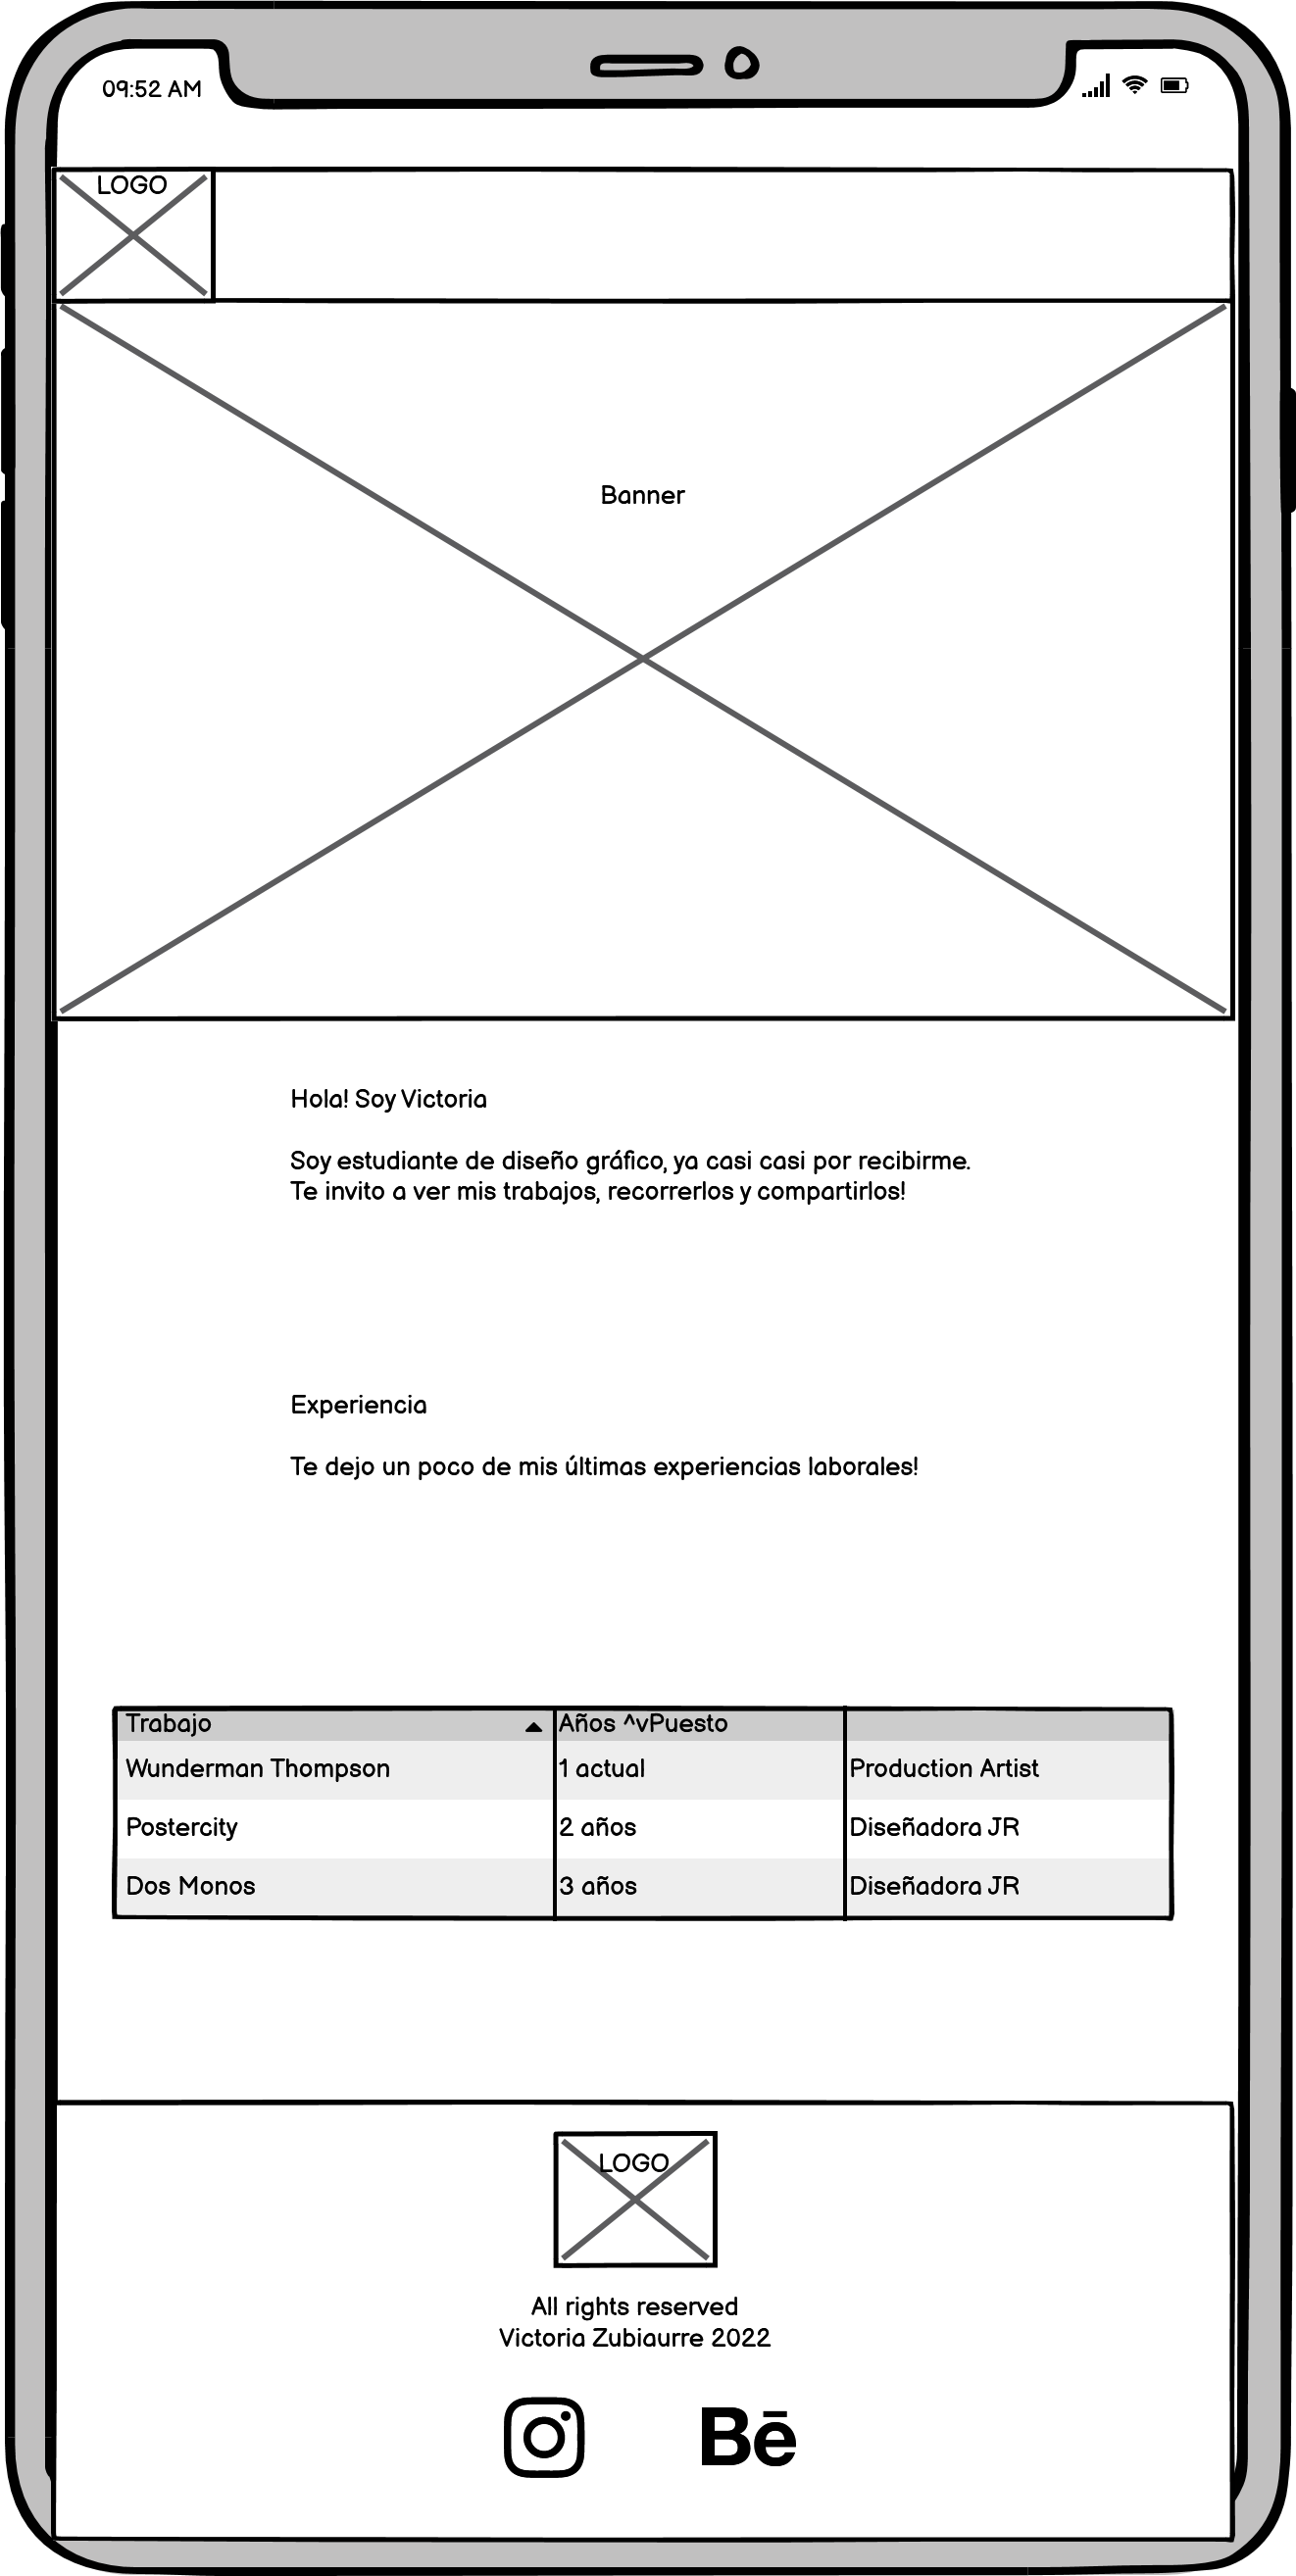 09:52 AM
LOGO
Banner
Hola! Soy Victoria
Soy estudiante de diseño gráfico, ya casi casi por recibirme.
Te invito a ver mis trabajos, recorrerlos y compartirlos!
Experiencia
Te dejo un poco de mis últimas experiencias laborales!
Trabajo Años ^vPuesto
Wunderman Thompson 1 actual Production Artist
Postercity 2 años Diseñadora JR
Dos Monos 3 años Diseñadora JR
LOGO
All rights reserved
Victoria Zubiaurre 2022
Bē